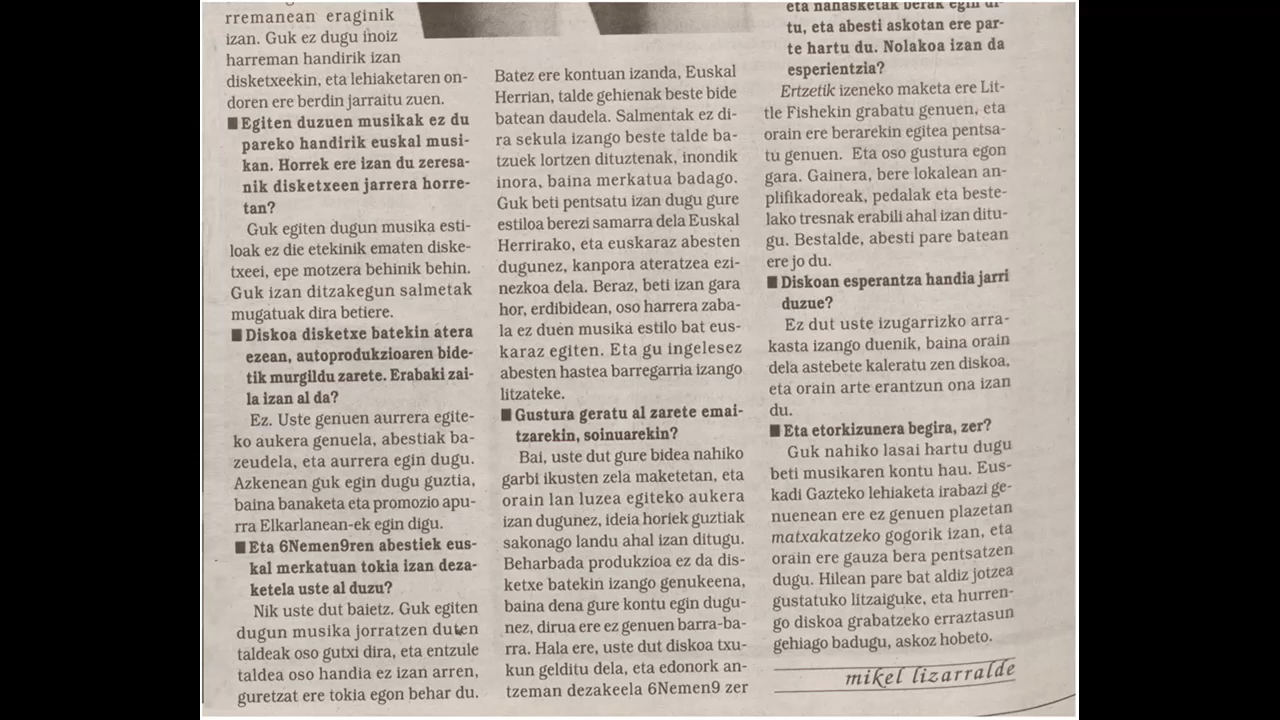 rremanean eraginik
izan. Guk ez dugu inoiz
harreman handirik izan
disketxeekin, eta lehiaketaren on-
doren ere berdin jarraitu zuen.
■ Egiten duzuen musikak ez du
pareko handirik euskal musi-
kan. Horrek ere izan du zeresa-
nik disketxeen jarrera horre-
tan?
Guk egiten dugun musika esti-
loak ez die etekinik ematen diske-
txeei, epe motzera behinik behin.
Guk izan ditzakegun salmetak
mugatuak dira betiere.
■ Diskoa disketxe batekin atera
ezean, autoprodukzioaren bide-
tik murgildu zarete. Erabaki zai-
la izan al da?
Ez. Uste genuen aurrera egite-
ko aukera genuela, abestiak ba-
zeudela, eta aurrera egin dugu.
Azkenean guk egin dugu guztia,
baina banaketa eta promozio apu-
rra Elkarlanean-ek egin digu.
■ Eta 6Nemen9ren abestiek eus-
kal merkatuan tokia izan deza-
ketela uste al duzu?
Nik uste dut baietz. Guk egiten
dugun musika jorratzen duten
taldeak oso gutxi dira, eta entzule
taldea oso handia ez izan arren,
guretzat ere tokia egon behar du.
Batez ere kontuan izanda, Euskal
Herrian, talde gehienak beste bide
batean daudela. Salmentak ez di-
ra sekula izango beste talde ba-
tzuek lortzen dituztenak, inondik
inora, baina merkatua badago.
Guk beti pentsatu izan dugu gure
estiloa berezi samarra dela Euskal
Herrirako, eta euskaraz abesten
dugunez, kanpora ateratzea ezi-
nezkoa dela. Beraz, beti izan gara
hor, erdibidean, oso harrera zaba-
la ez duen musika estilo bat eus-
karaz egiten. Eta gu ingelesez
abesten hastea barregarria izango
litzateke.
■ Gustura geratu al zarete emai-
tzarekin, soinuarekin?
Bai, uste dut gure bidea nahiko
garbi ikusten zela maketetan, eta
orain lan luzea egiteko aukera
izan dugunez, ideia horiek guztiak
sakonago landu ahal izan ditugu.
Beharbada produkzioa ez da dis-
ketxe batekin izango genukeena,
baina dena gure kontu egin dugu-
nez, dirua ere ez genuen barra-ba-
rra. Hala ere, uste dut diskoa txu-
kun gelditu dela, eta edonork an-
tzeman dezakeela 6Nemen9 zer
eta nahasketak berak egin di-
tu, eta abesti askotan ere par-
te hartu du. Nolakoa izan da
esperientzia?
Ertzetik izeneko maketa ere Lit-
tle Fishekin grabatu genuen, eta
orain ere berarekin egitea pentsa-
tu genuen. Eta oso gustura egon
gara. Gainera, bere lokalean an-
plifikadoreak, pedalak eta beste-
lako tresnak erabili ahal izan ditu-
gu. Bestalde, abesti pare batean
ere jo du.
■ Diskoan esperantza handia jarri
duzue?
Ez dut uste izugarrizko arra-
kasta izango duenik, baina orain
dela astebete kaleratu zen diskoa,
eta orain arte erantzun ona izan
du.
■ Eta etorkizunera begira, zer?
Guk nahiko lasai hartu dugu
beti musikaren kontu hau. Eus-
kadi Gazteko lehiaketa irabazi ge-
nuenean ere ez genuen plazetan
matxakatzeko gogorik izan, eta
orain ere gauza bera pentsatzen
dugu. Hilean pare bat aldiz jotzea
gustatuko litzaiguke, eta hurren-
go diskoa grabatzeko erraztasun
gehiago badugu, askoz hobeto.
mikel lizarralde